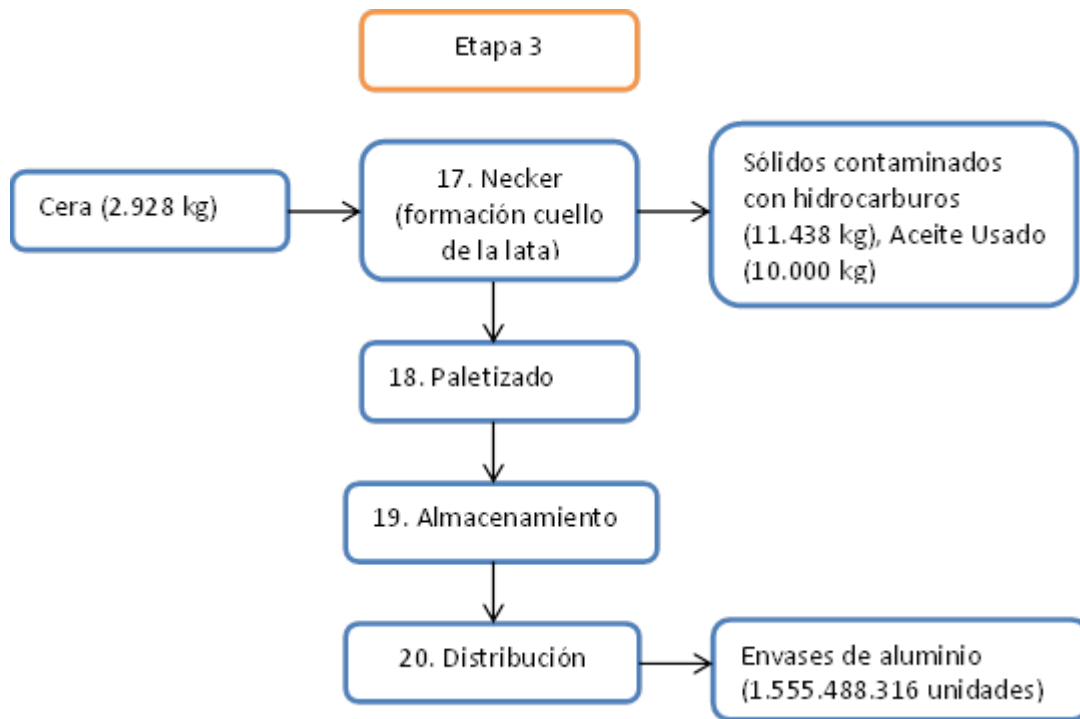 Etapa 3
Cera (2.928 kg)
17. Necker
(formación cuello
de la lata)
Sólidos contaminados
con hidrocarburos
(11.438 kg), Aceite Usado
(10.000 kg)
18. Paletizado
19. Almacenamiento
20. Distribución
Envases de aluminio
(1.555.488.316 unidades)